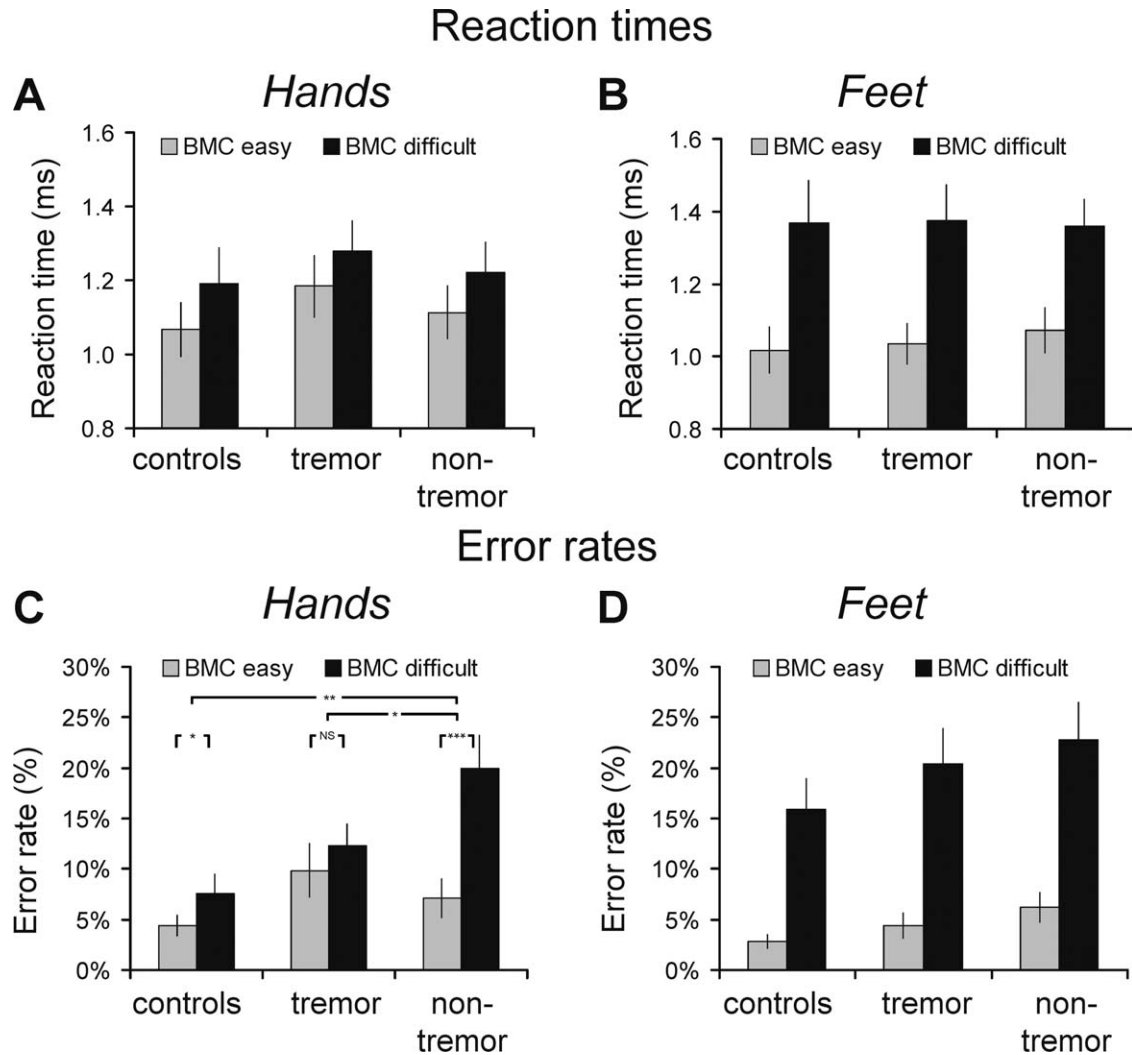 Reaction times
A Hands
BMC easy BMC difficult
Reaction time (ms)
1.6
1.4
1.2
1.0
0.8
controls tremor non-
tremor
B Feet
BMC easy BMC difficult
Reaction time (ms)
1.6
1.4
1.2
1.0
0.8
controls tremor non-
tremor
Error rates
C Hands
BMC easy BMC difficult
Error rate (%)
30%
25%
20%
15%
10%
5%
0%
**
*
* NS ***
controls tremor non-
tremor
D Feet
BMC easy BMC difficult
Error rate (%)
30%
25%
20%
15%
10%
5%
0%
controls tremor non-
tremor